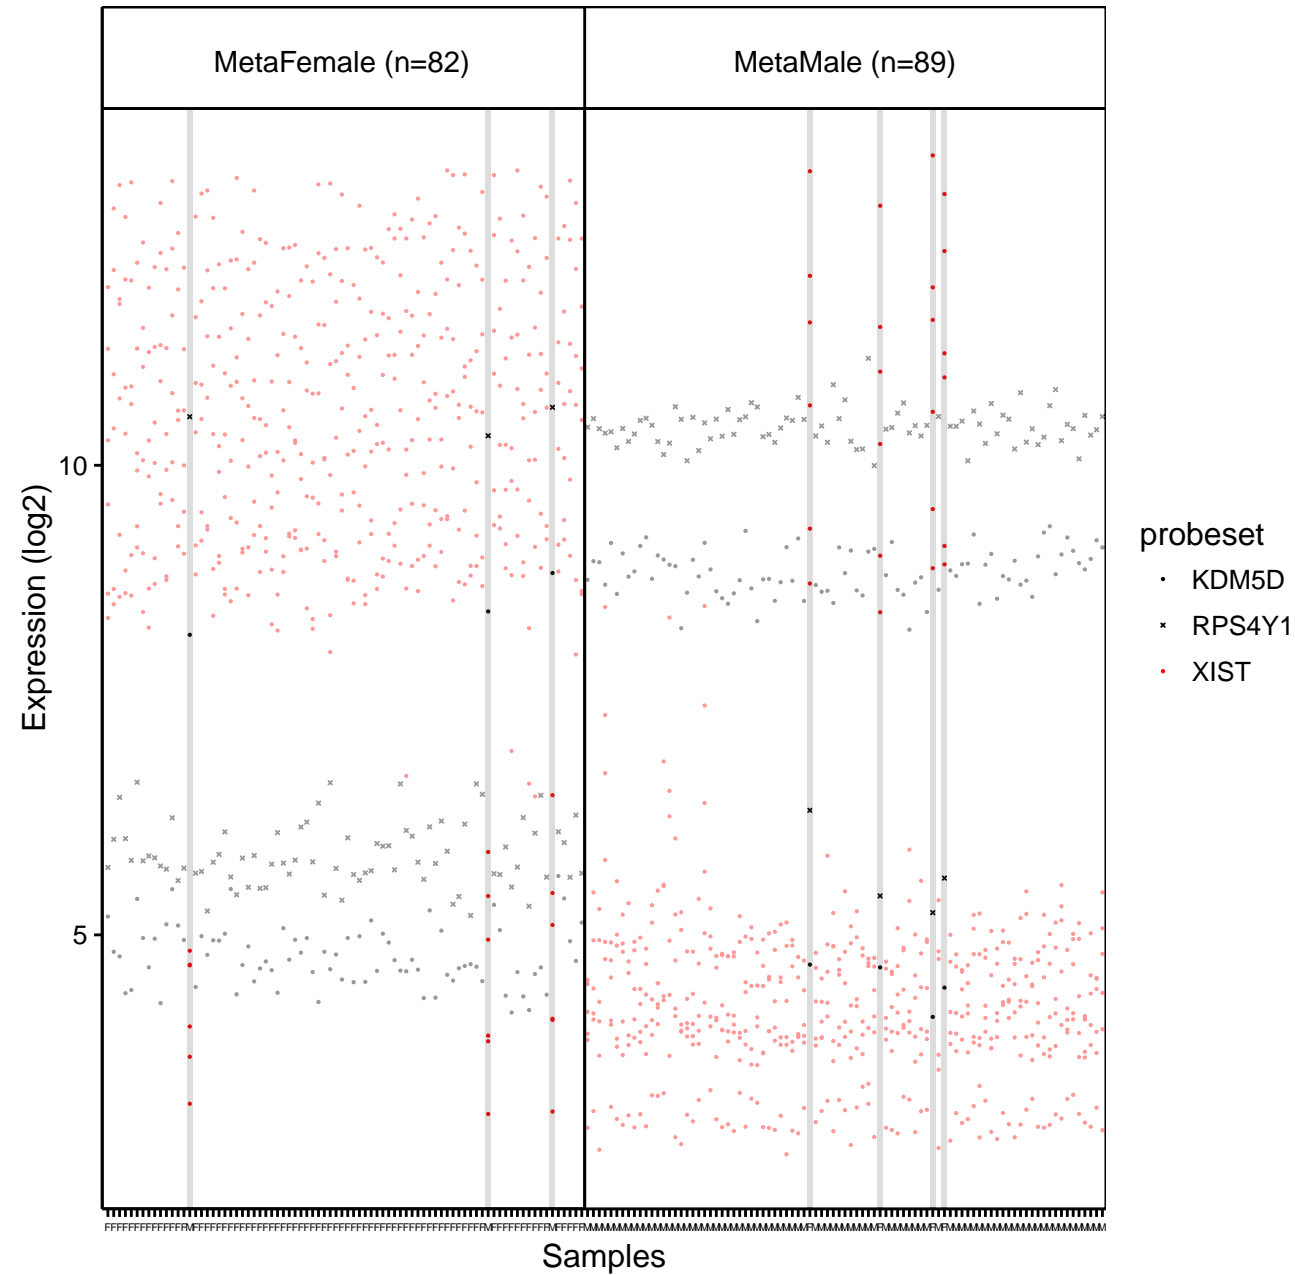 MetaFemale (n=82)
MetaMale (n=89)
Expression (log2)
10
5
Samples
probeset
KDM5D
RPS4Y1
XIST